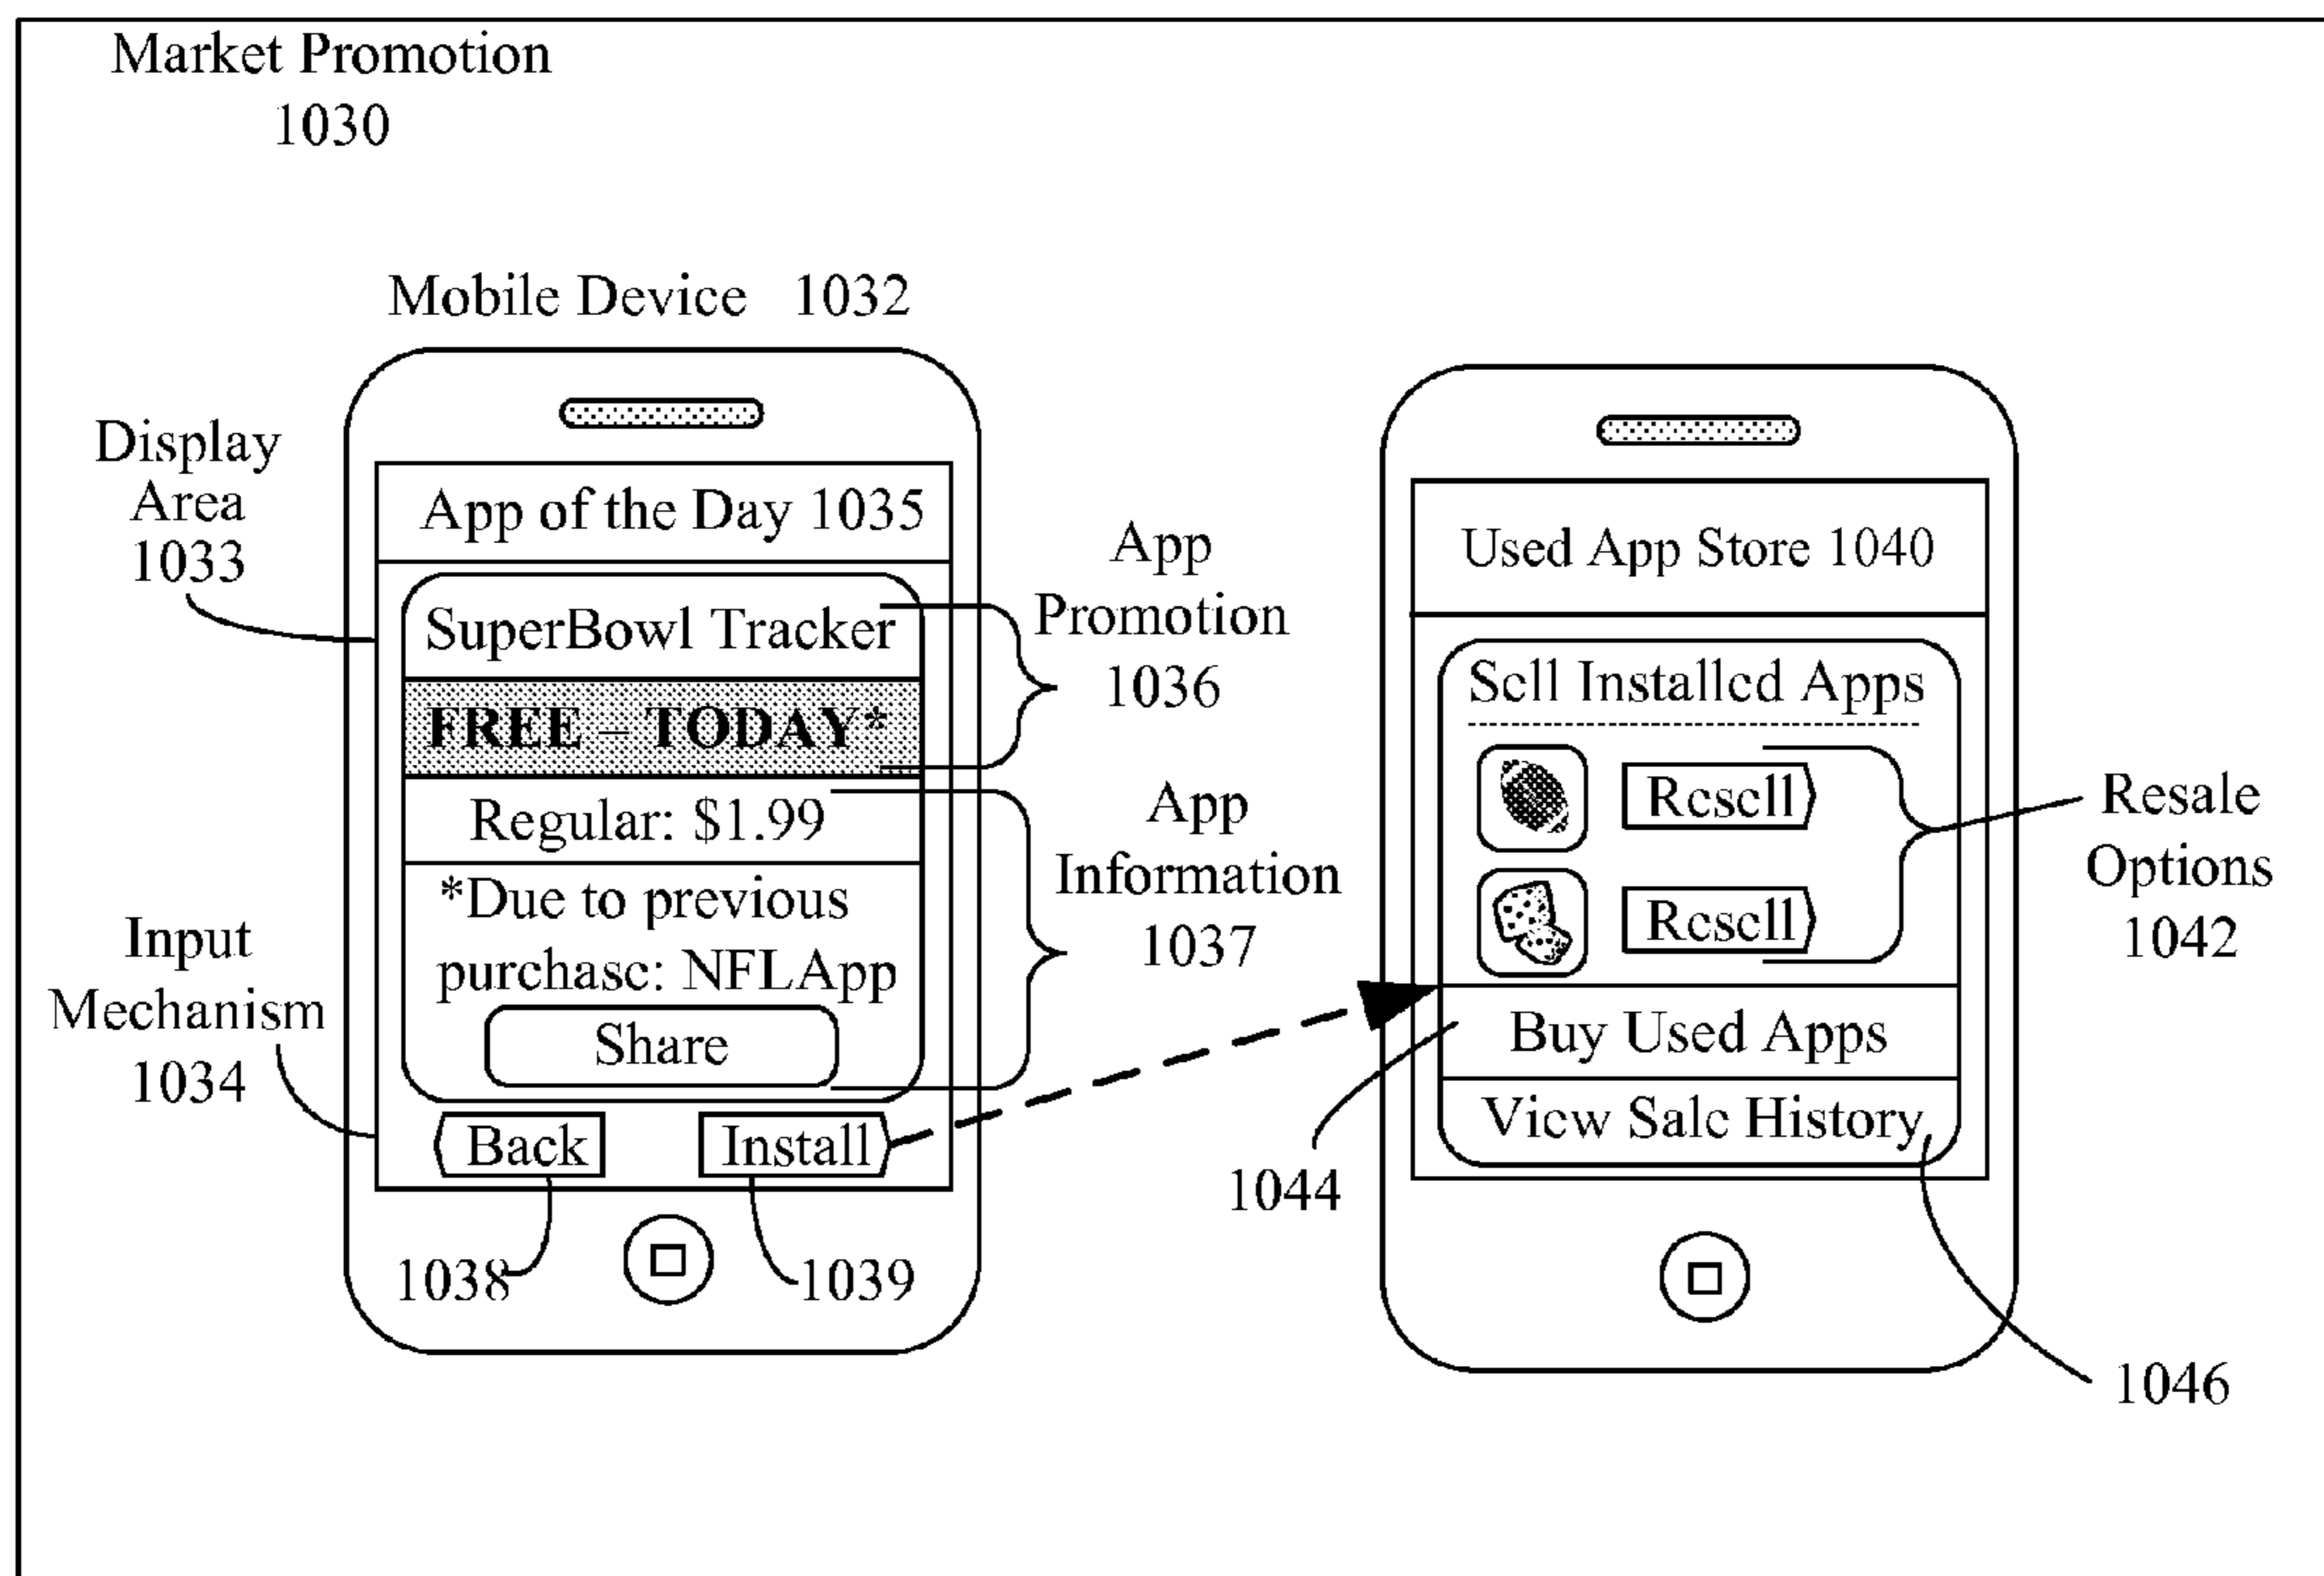 Market Promotion
1030
Mobile Device 1032
Display
Area
1033
Input
Mechanism
1034
App of the Day 1035
SuperBowl Tracker
FREE – TODAY*
Regular: $1.99
*Due to previous
purchase: NFLApp
Share
Back
Install
1038
1039
App
Promotion
1036
App
Information
1037
Used App Store 1040
Sell Installed Apps
Resell
Resell
Buy Used Apps
View Sale History
Resale
Options
1042
1044
1046